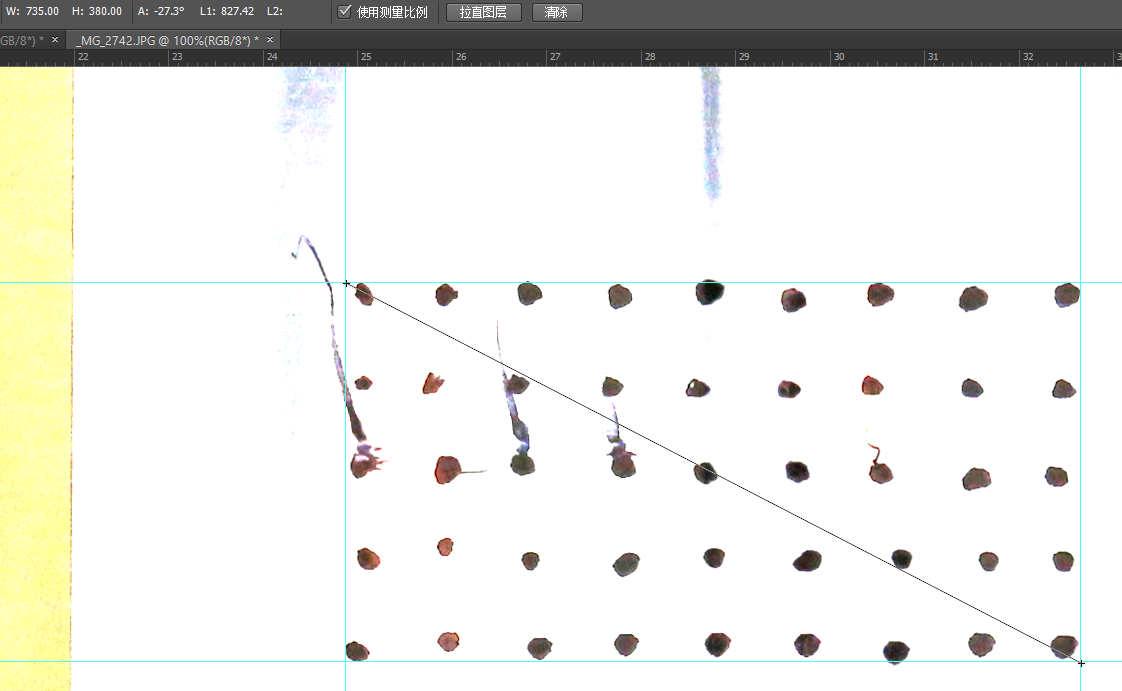 W: 735.00 H: 380.00 A: -27.3° L1: 827.42 L2: 使用测量比例 拉直图层 清除
GB/8*) * × _MG_2742.JPG @ 100%(RGB/8*) * ×
22 23 24 25 26 27 28 29 30 31 32